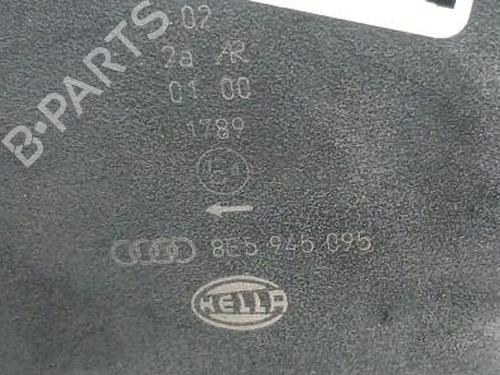 B-PARTS
02
2a AR
01 00
1789
E1
8E5 945 095
HELLA